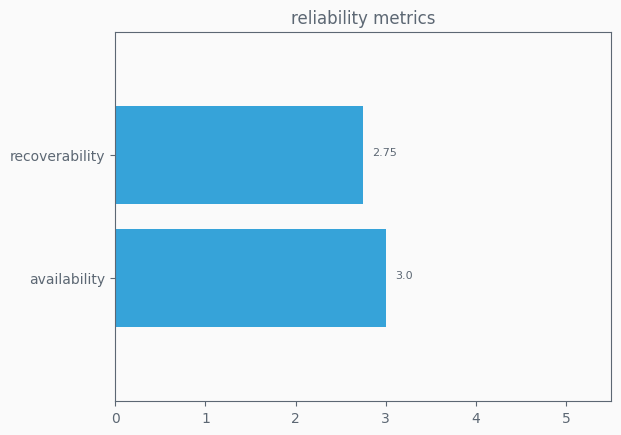 reliability metrics
recoverability
2.75
availability
3.0
0 1 2 3 4 5